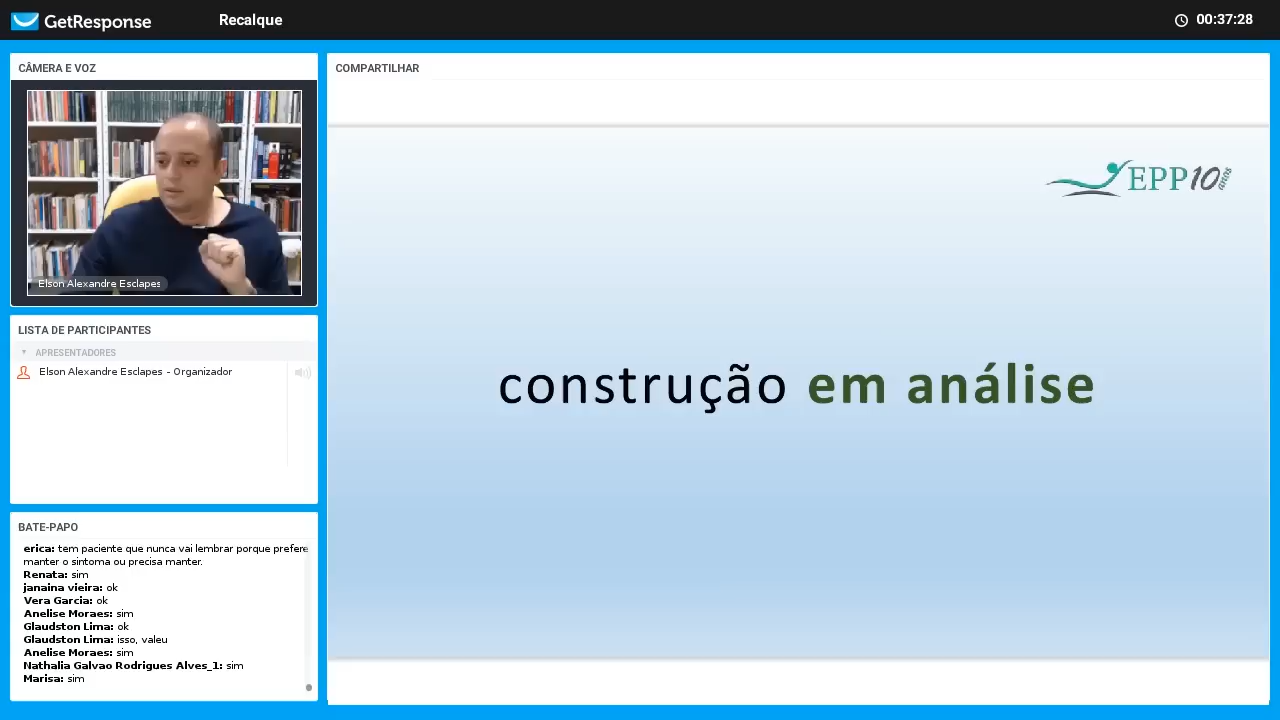 GetResponse
Recalque
00:37:28
CÂMERA E VOZ
Elson Alexandre Esclapes
LISTA DE PARTICIPANTES
APRESENTADORES
Elson Alexandre Esclapes - Organizador
BATE-PAPO
erica: tem paciente que nunca vai lembrar porque prefere
manter o sintoma ou precisa manter.
Renata: sim
janaina vieira: ok
Vera Garcia: ok
Anelise Moraes: sim
Glaudston Lima: ok
Glaudston Lima: isso, valeu
Anelise Moraes: sim
Nathalia Galvao Rodrigues Alves_1: sim
Marisa: sim
COMPARTILHAR
EPP10 anos
construção em análise